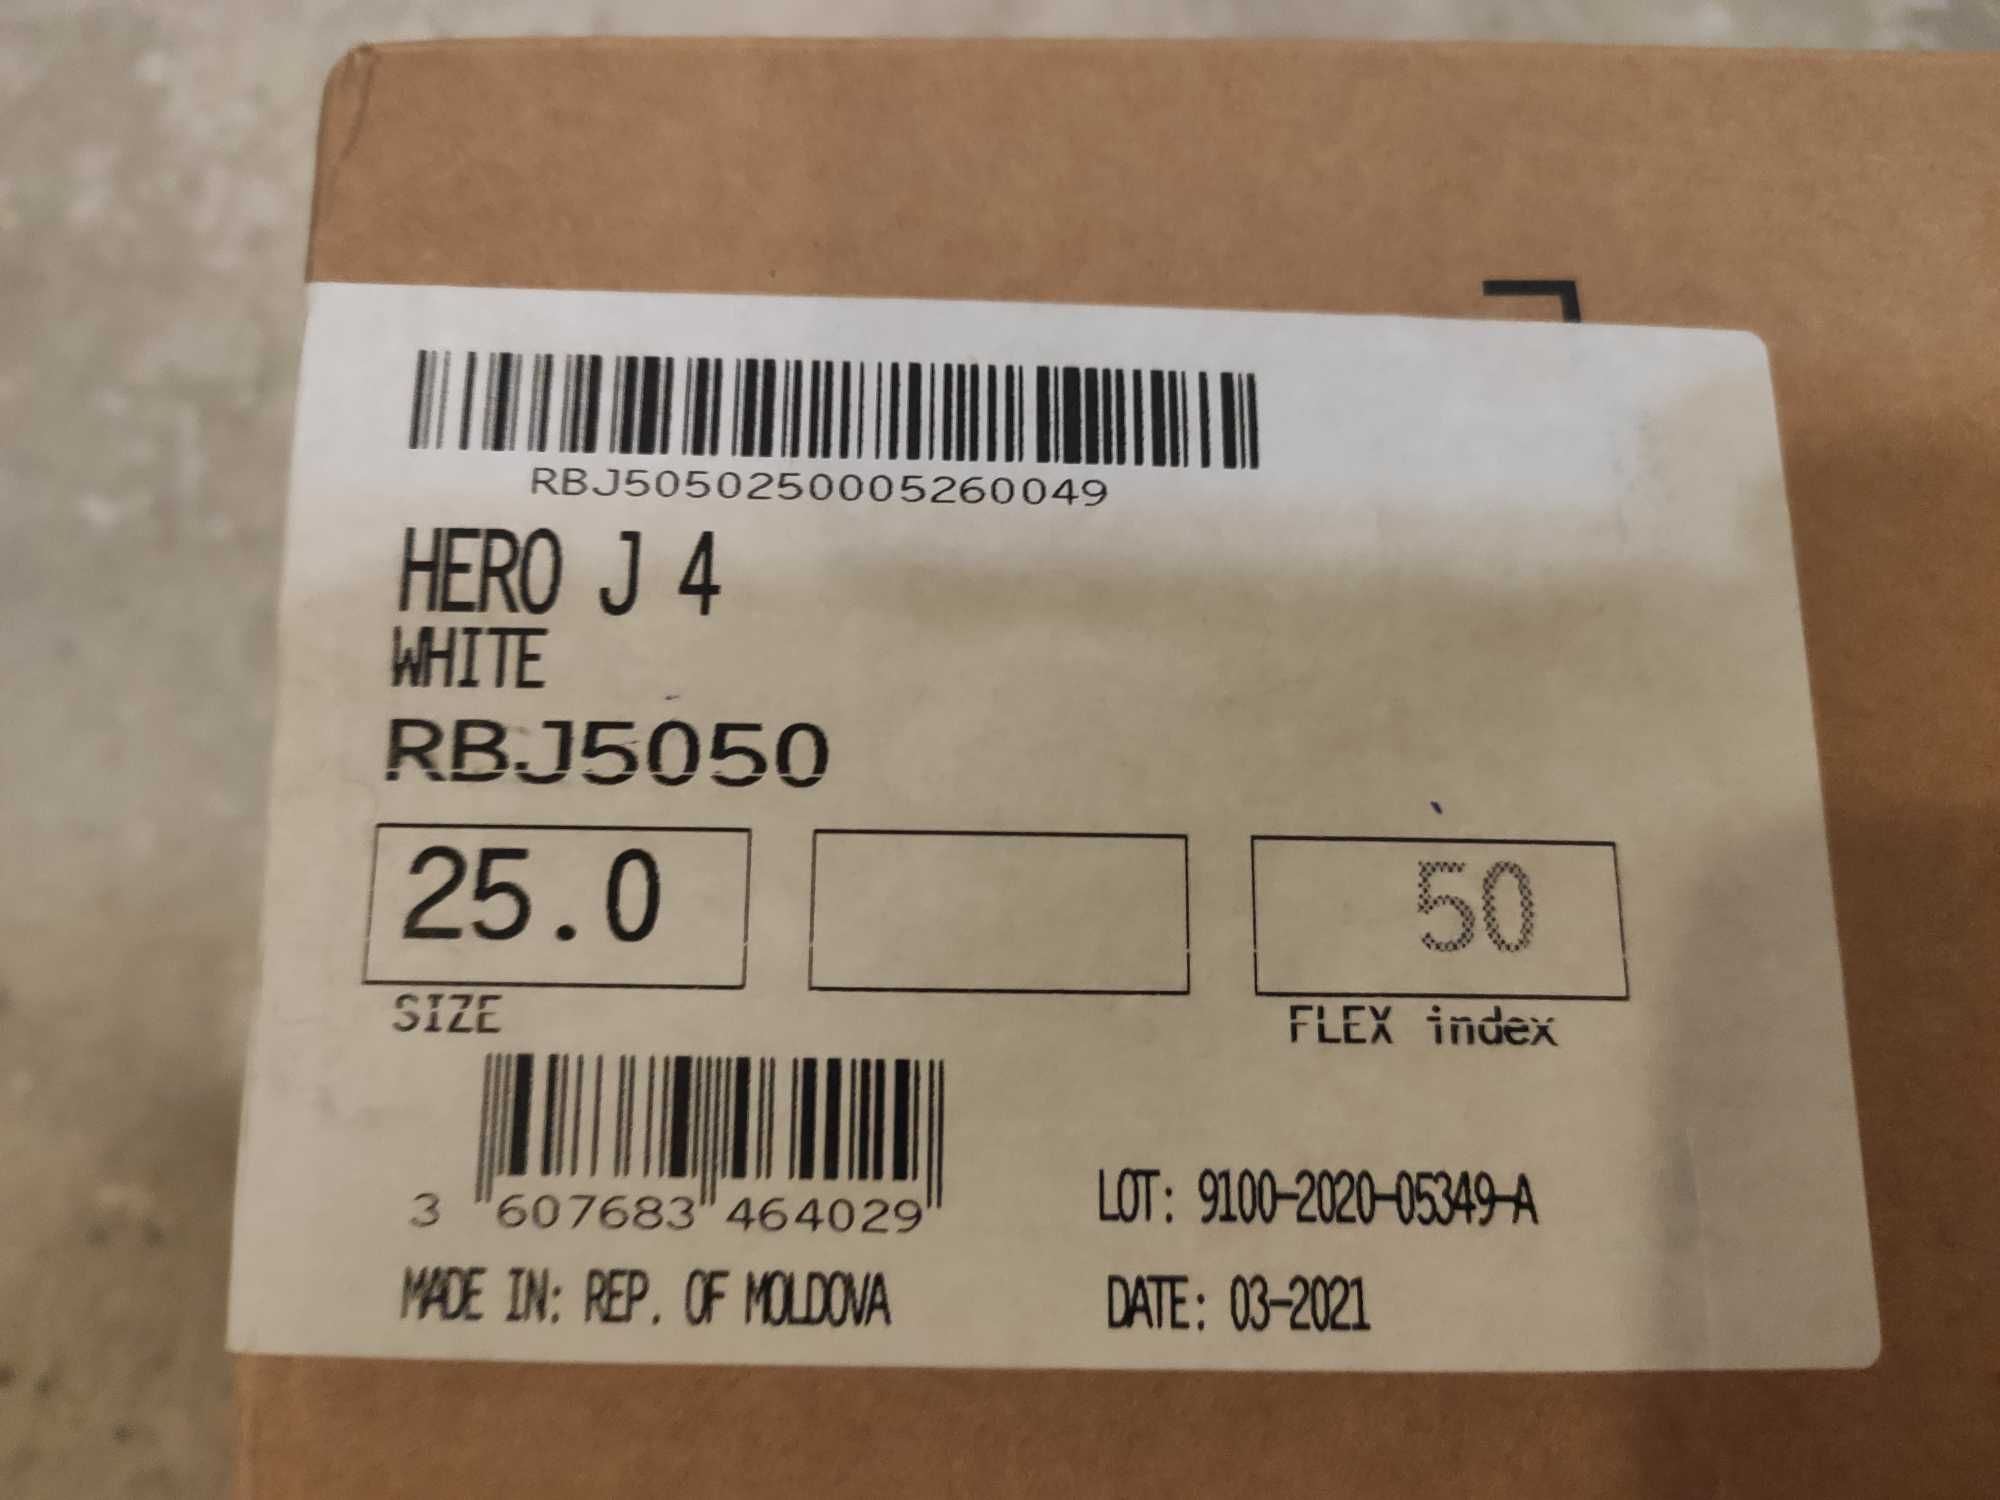 RBJ5050250005260049
HERO J 4
WHITE
RBJ5050
25.0
50
SIZE
FLEX index
3 607683 464029
LOT: 9100-2020-05349-A
MADE IN: REP. OF MOLDOVA
DATE: 03-2021